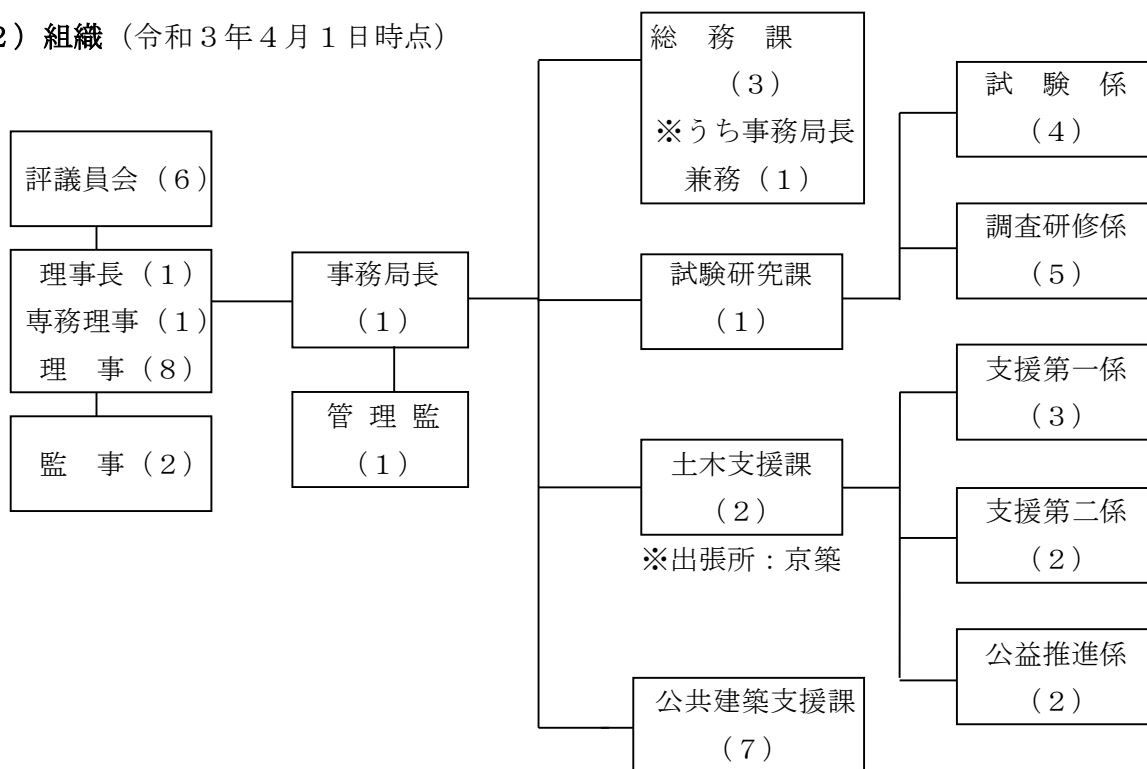 ２）組織（令和３年４月１日時点）
評議員会（６）
理事長（１）
専務理事（１）
理　事（８）
監　事（２）
事務局長
（１）
管 理 監
（１）
総　務　課
（３）
※うち事務局長
兼務（１）
試験研究課
（１）
土木支援課
（２）
※出張所：京築
公共建築支援課
（７）
試　験　係
（４）
調査研修係
（５）
支援第一係
（３）
支援第二係
（２）
公益推進係
（２）